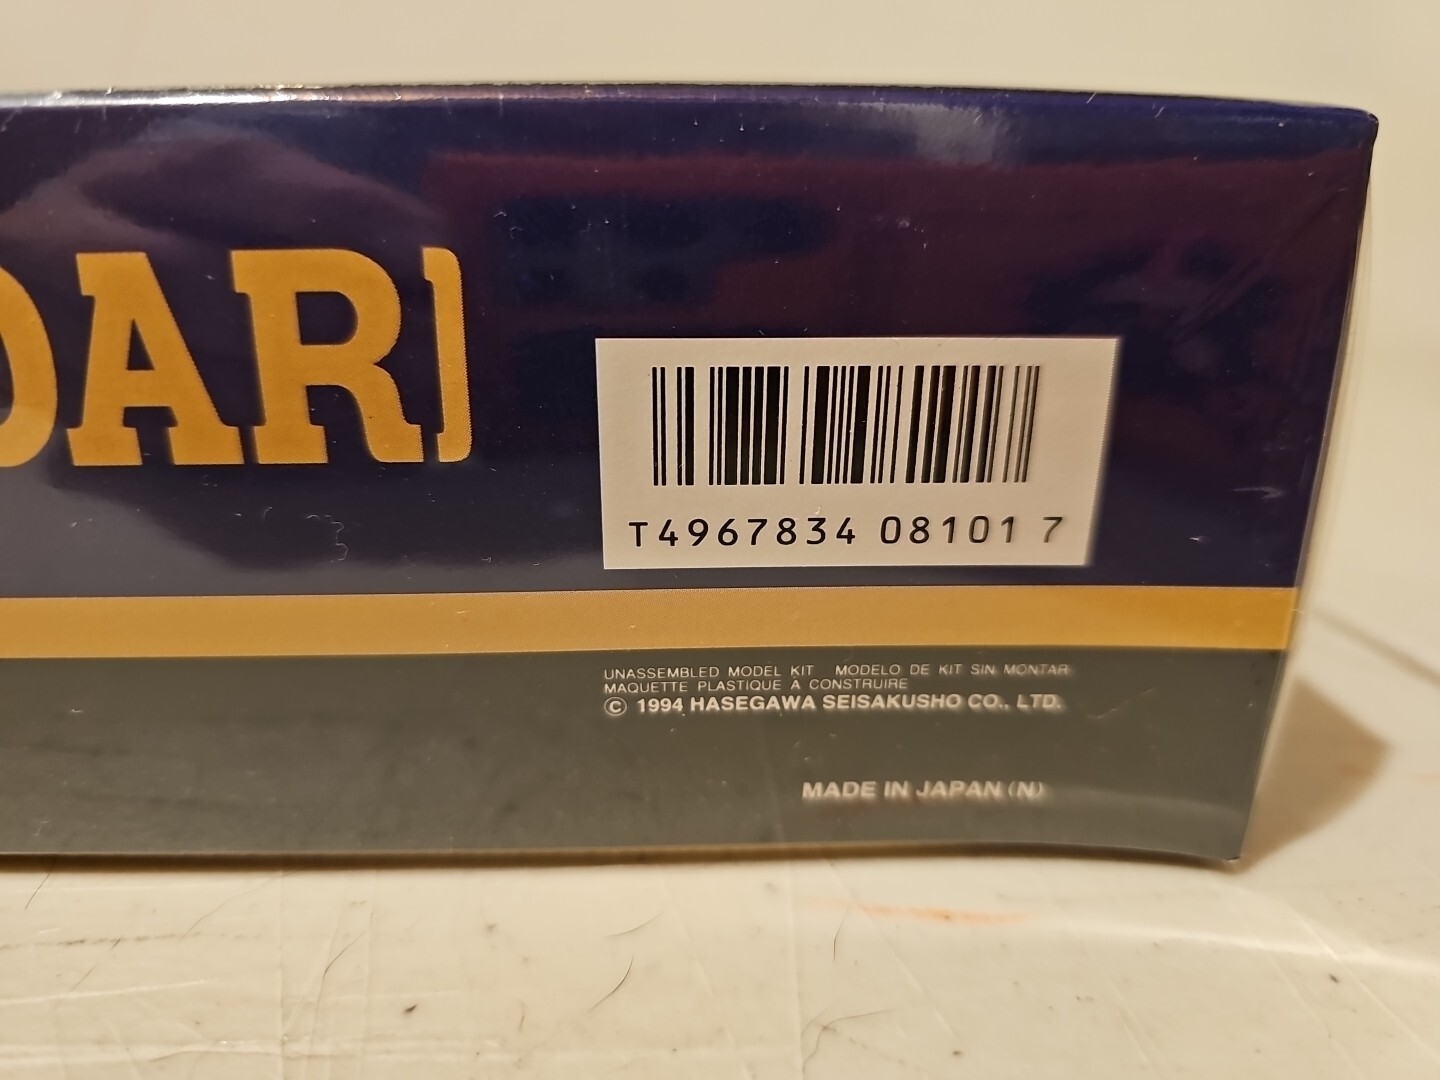 DAR)
T4967834 08101 7
UNASSEMBLED MODEL KIT MODELO DE KIT SIN MONTAR
MAQUETTE PLASTIQUE A CONSTRUIRE
© 1994 HASEGAWA SEISAKUSHO CO., LTD.
MADE IN JAPAN (N)